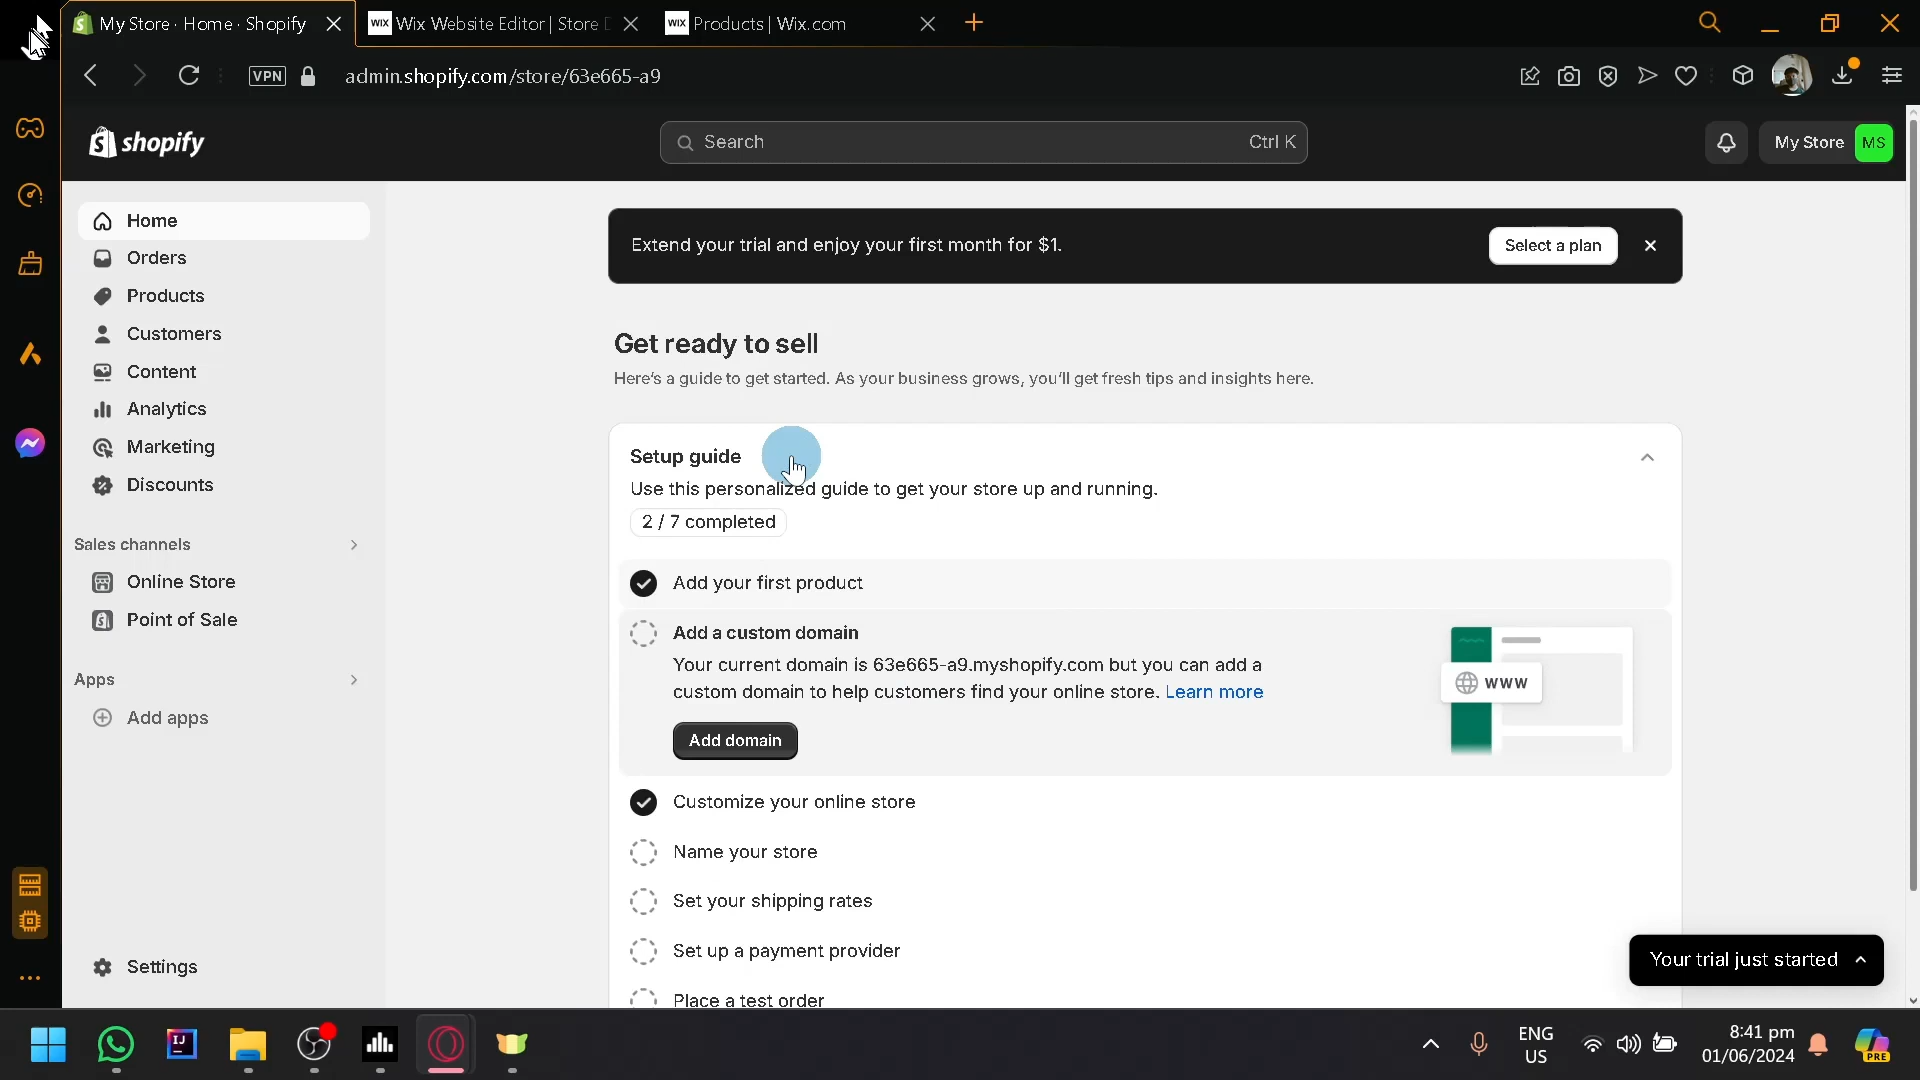 My Store · Home · Shopify
WIX Wix Website Editor | Store
WIX Products | Wix.com
VPN
admin.shopify.com/store/63e665-a9
shopify
Search
Ctrl K
My Store
MS
Home
Orders
Products
Customers
Content
Analytics
Marketing
Discounts
Sales channels
Online Store
Point of Sale
Apps
Add apps
Settings
Extend your trial and enjoy your first month for $1.
Select a plan
Get ready to sell
Here's a guide to get started. As your business grows, you'll get fresh tips and insights here.
Setup guide
Use this personalized guide to get your store up and running.
2 / 7 completed
Add your first product
Add a custom domain
Your current domain is 63e665-a9.myshopify.com but you can add a
custom domain to help customers find your online store. Learn more
Add domain
www
Customize your online store
Name your store
Set your shipping rates
Set up a payment provider
Place a test order
Your trial just started
IJ
ENG
US
8:41 pm
01/06/2024
PRE